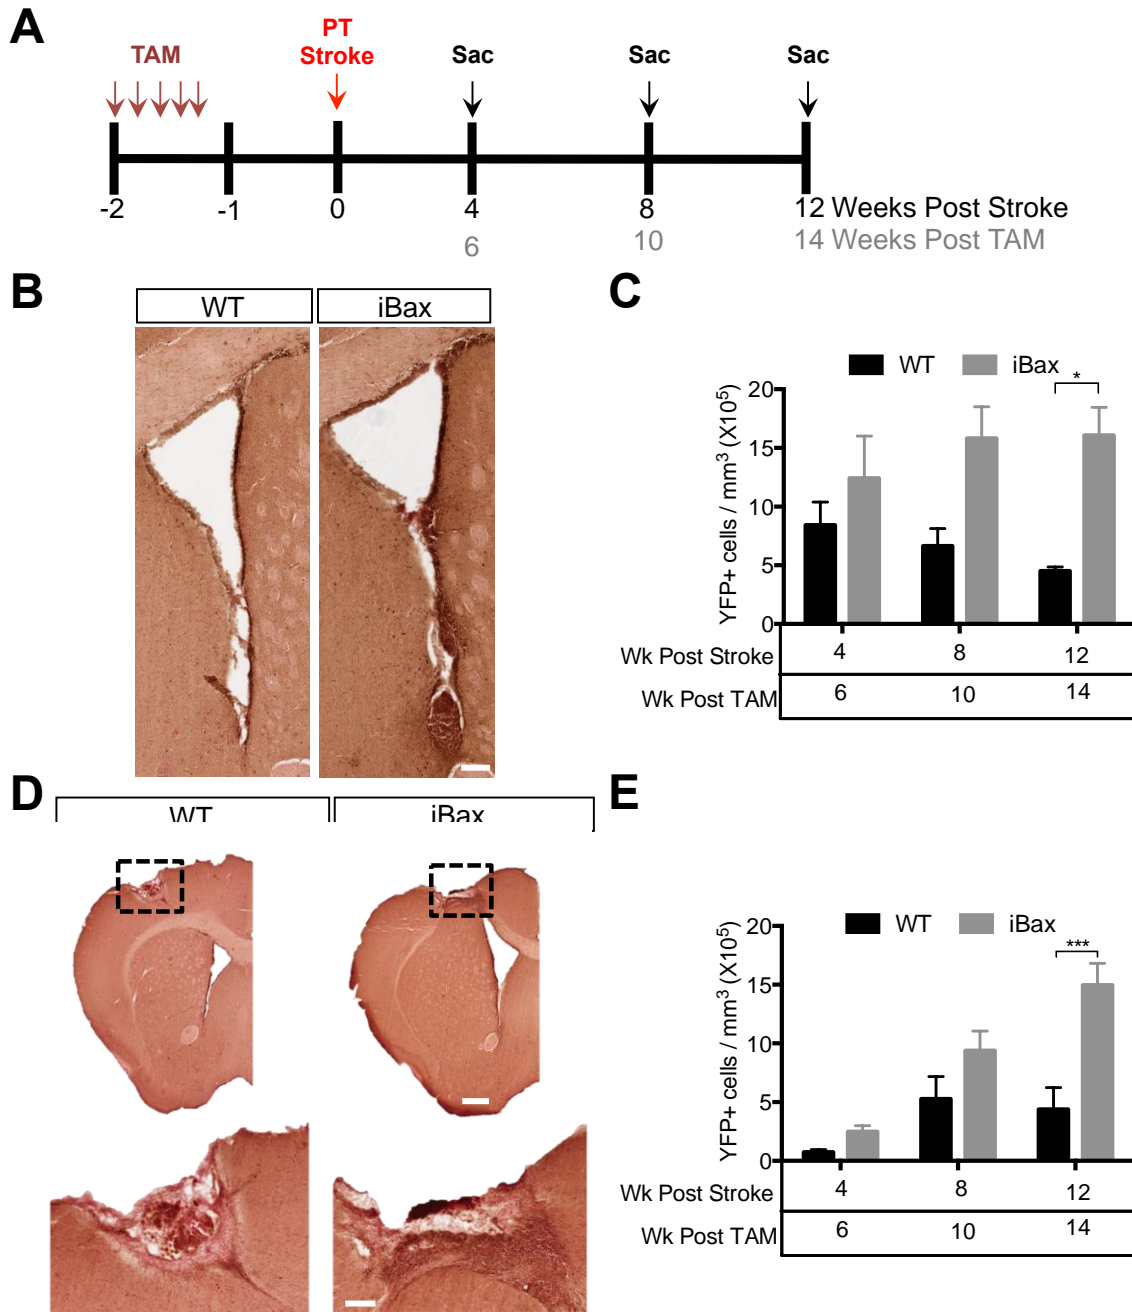 A
TAM
PT
Stroke
Sac
Sac
Sac
-2
-1
0
4
8
12 Weeks Post Stroke
6
10
14 Weeks Post TAM
B
WT
iBax
C
WT
iBax
YFP+ cells / mm³ (X10⁵)
20
15
10
5
0
*
Wk Post Stroke
4
8
12
Wk Post TAM
6
10
14
D
WT
iBax
E
WT
iBax
YFP+ cells / mm³ (X10⁵)
20
15
10
5
0
***
Wk Post Stroke
4
8
12
Wk Post TAM
6
10
14